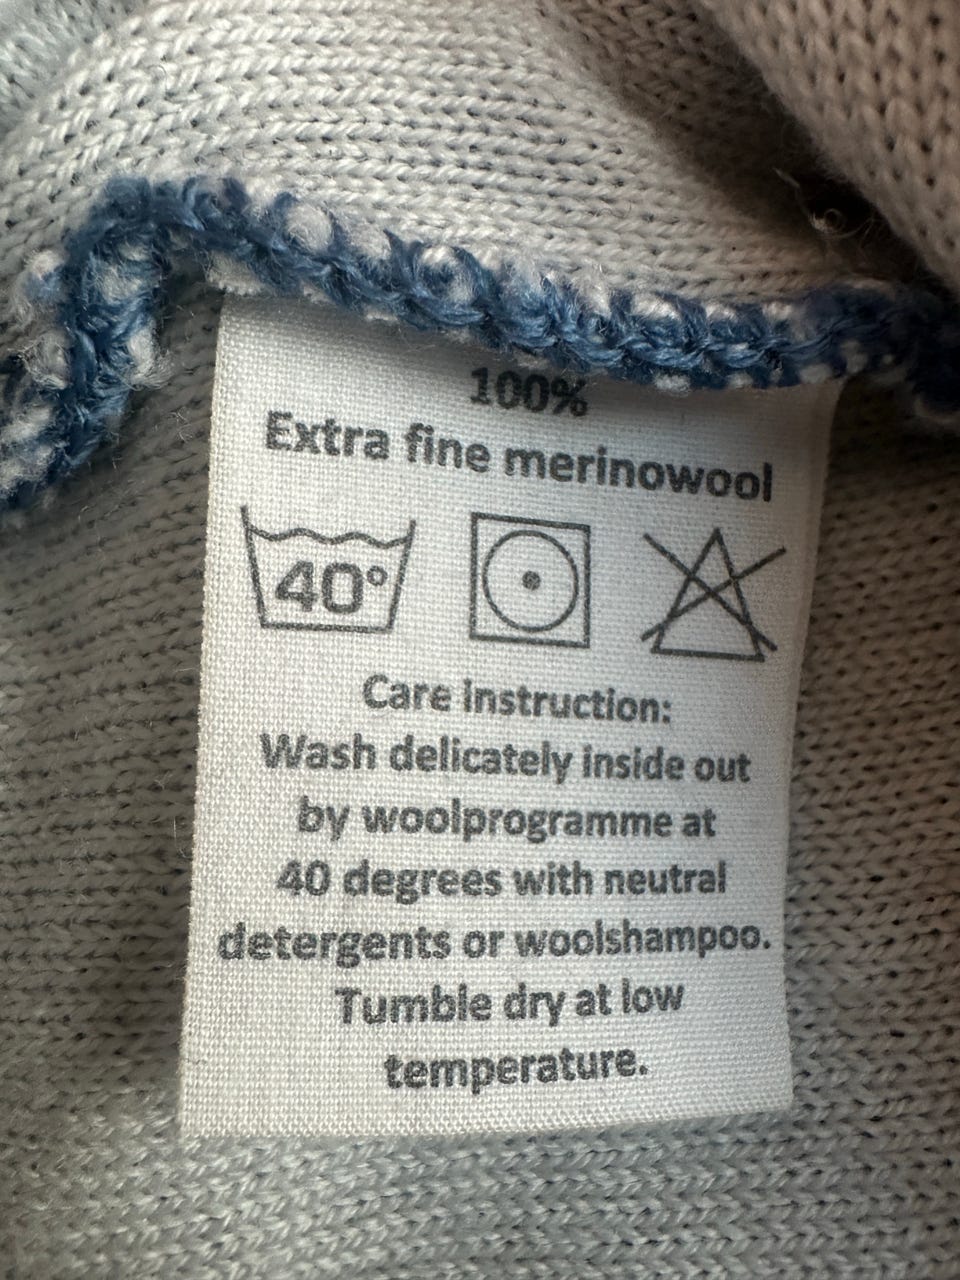 100%
Extra fine merinowool
40°
Care instruction:
Wash delicately inside out
by woolprogramme at
40 degrees with neutral
detergents or woolshampoo.
Tumble dry at low
temperature.